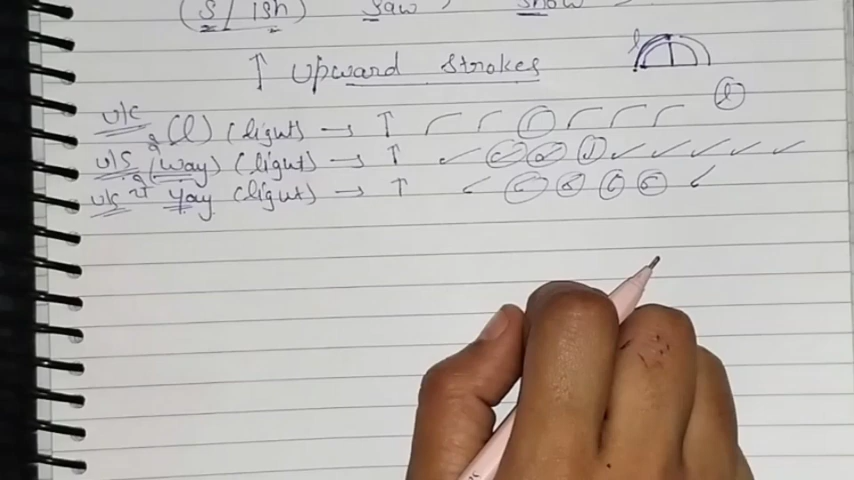 (S / ish) Saw, Show
↑ Upward Strokes
u/c (l) (light) → ↑
u/s (way) (light) → ↑
u/c Yay (light) → ↑